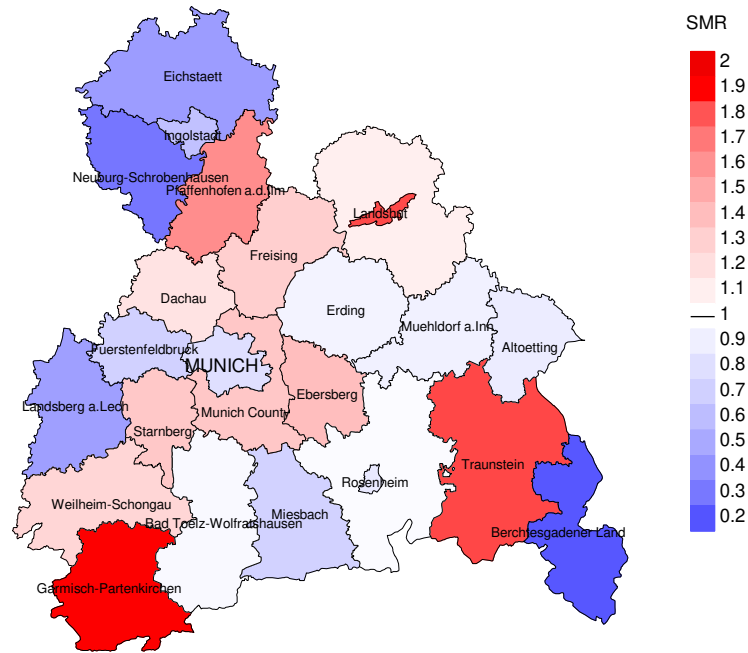 SMR
2
1.9
1.8
1.7
1.6
1.5
1.4
1.3
1.2
1.1
1
0.9
0.8
0.7
0.6
0.5
0.4
0.3
0.2
Eichstaett
Ingolstadt
Neuburg-Schrobenhausen
Pfaffenhofen a.d.Ilm
Landshut
Freising
Dachau
Erding
Muehldorf a.Inn
Altoetting
Fuerstenfeldbruck
MUNICH
Ebersberg
Landsberg a.Lech
Munich County
Starnberg
Traunstein
Rosenheim
Weilheim-Schongau
Miesbach
Bad Toelz-Wolfratshausen
Berchtesgadener Land
Garmisch-Partenkirchen